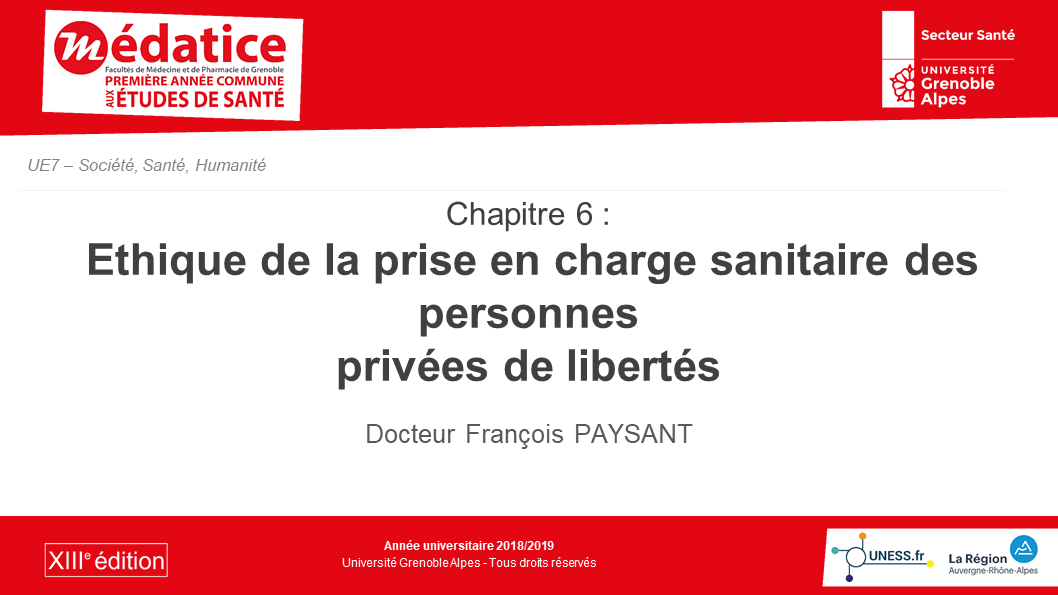 médatice
Facultés de Médecine et de Pharmacie de Grenoble
PREMIÈRE ANNÉE COMMUNE
AUX ÉTUDES DE SANTÉ
Secteur Santé
UNIVERSITÉ
Grenoble
Alpes
UE7 – Société, Santé, Humanité
Chapitre 6 :
Ethique de la prise en charge sanitaire des
personnes
privées de libertés
Docteur François PAYSANT
XIIIe édition
Année universitaire 2018/2019
Université Grenoble Alpes - Tous droits réservés
UNESS.fr
La Région
Auvergne-Rhône-Alpes